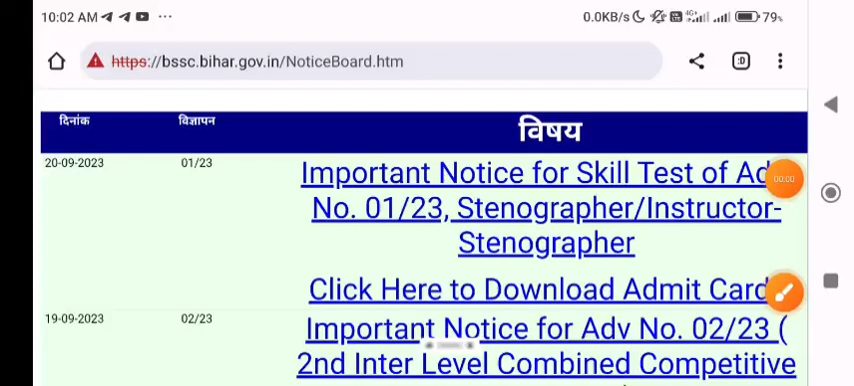 10:02 AM ... 0.0KB/s 4G+ 79%
https://bssc.bihar.gov.in/NoticeBoard.htm :D
दिनांक विज्ञापन विषय
20-09-2023 01/23 Important Notice for Skill Test of Ad
00:00
No. 01/23, Stenographer/Instructor-
Stenographer
Click Here to Download Admit Card
19-09-2023 02/23 Important Notice for Adv No. 02/23 (
2nd Inter Level Combined Competitive